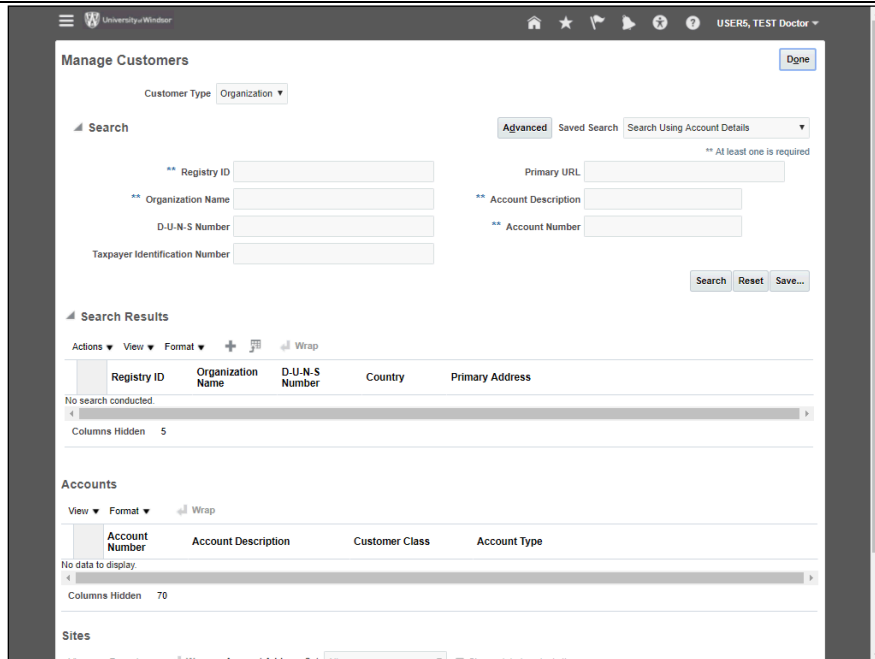 University of Windsor
USER5, TEST Doctor
Manage Customers
Done
Customer Type Organization
Search
Advanced Saved Search Search Using Account Details
** At least one is required
** Registry ID
Primary URL
** Organization Name
** Account Description
D-U-N-S Number
** Account Number
Taxpayer Identification Number
Search Reset Save...
Search Results
Actions View Format Wrap
Registry ID Organization Name D-U-N-S Number Country Primary Address
No search conducted.
Columns Hidden 5
Accounts
View Format Wrap
Account Number Account Description Customer Class Account Type
No data to display.
Columns Hidden 70
Sites